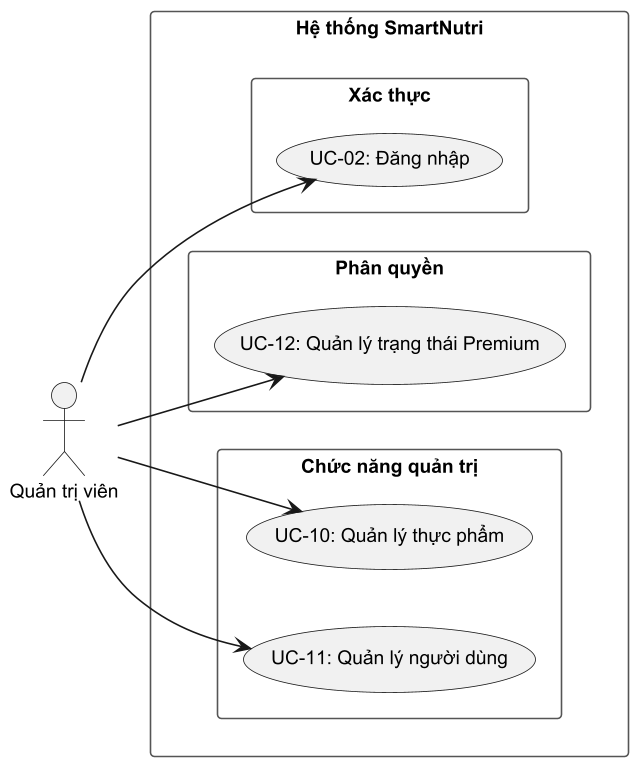 Hệ thống SmartNutri
Xác thực
UC-02: Đăng nhập
Phân quyền
UC-12: Quản lý trạng thái Premium
Quản trị viên
Chức năng quản trị
UC-10: Quản lý thực phẩm
UC-11: Quản lý người dùng